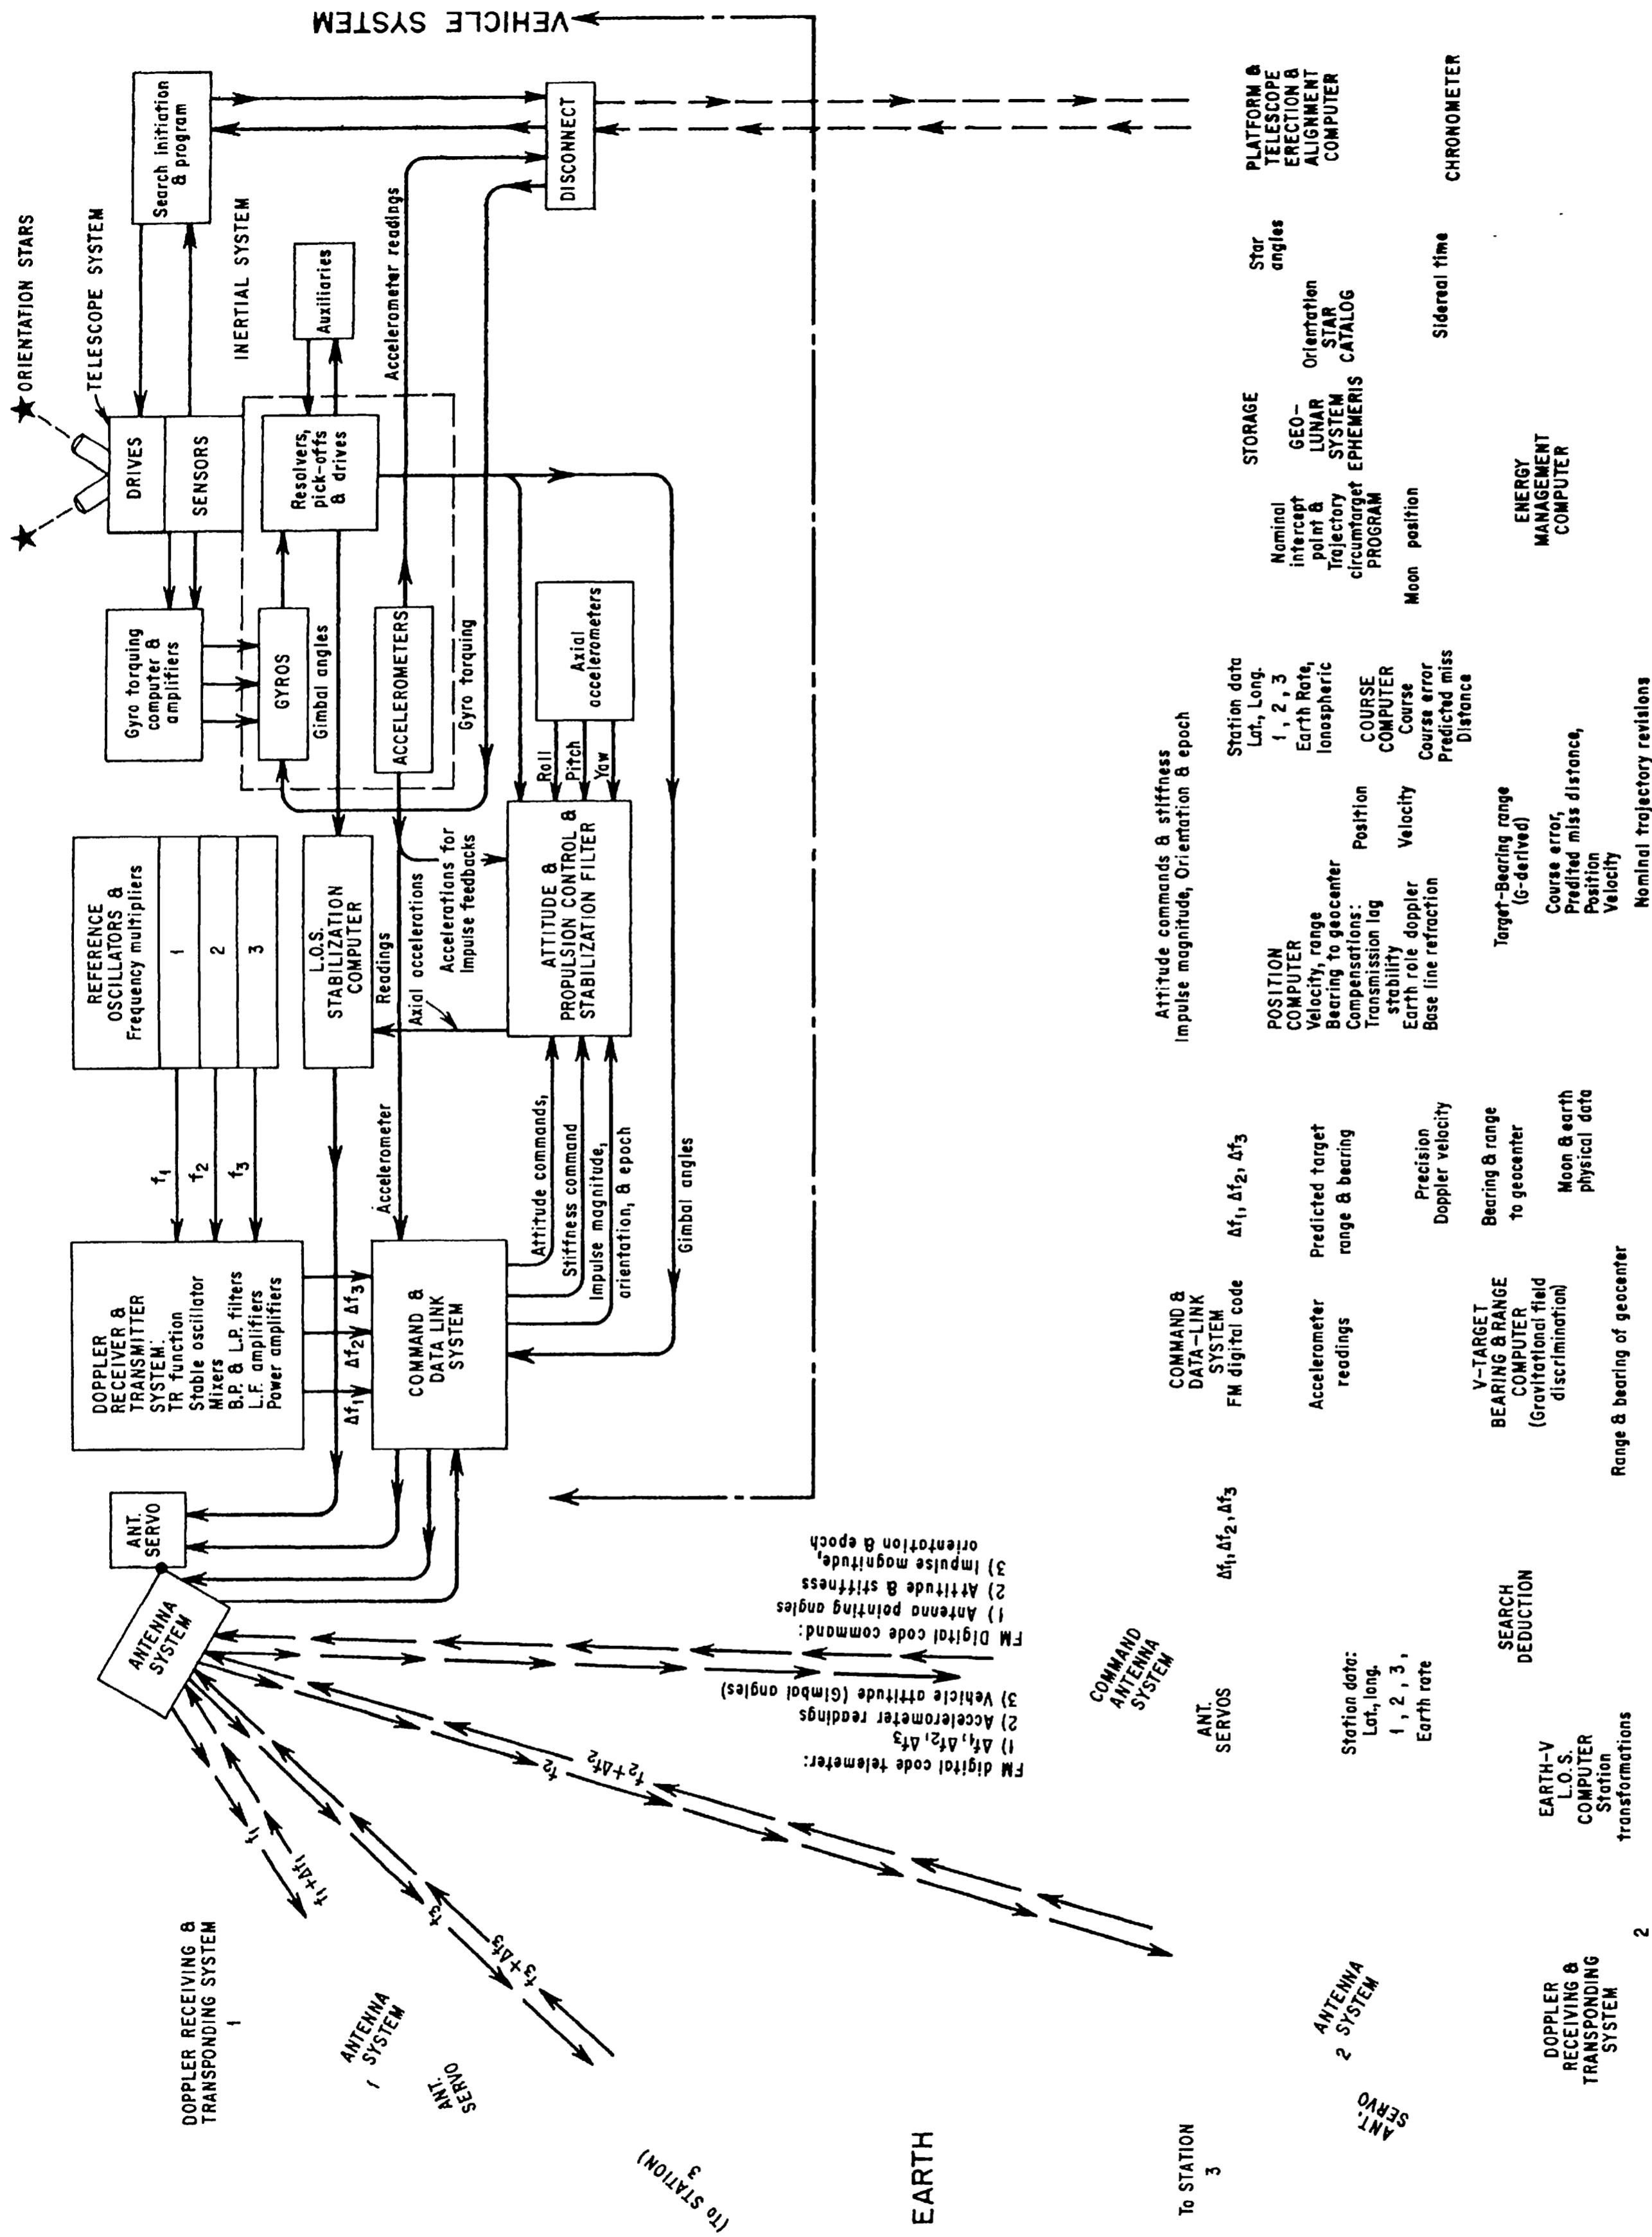 ORIENTATION STARS
TELESCOPE SYSTEM
VEHICLE SYSTEM
Search initiation
& program
DRIVES
SENSORS
INERTIAL SYSTEM
Auxiliaries
Resolvers,
pick-offs
& drives
Gyro torquing
computer &
amplifiers
GYROS
Gimbal angles
ACCELEROMETERS
Accelerometer readings
Gyro torquing
DISCONNECT
Axial
accelerometers
Roll
Pitch
Yaw
REFERENCE
OSCILLATORS &
Frequency multipliers
1
2
3
L.O.S.
STABILIZATION
COMPUTER
Readings
Axial accelerations
Accelerations for
Impulse feedbacks
ATTITUDE &
PROPULSION CONTROL &
STABILIZATION FILTER
f1
f2
f3
DOPPLER
RECEIVER &
TRANSMITTER
SYSTEM:
TR function
Stable oscillator
Mixers
B.P. & L.P. filters
L.F. amplifiers
Power amplifiers
Δf1 Δf2 Δf3
Accelerometer
COMMAND &
DATA LINK
SYSTEM
Attitude commands,
Stiffness command
Impulse magnitude,
orientation, & epoch
Gimbal angles
ANT.
SERVO
ANTENNA
SYSTEM
FM Digital code command:
1) Antenna pointing angles
2) Attitude & stiffness
3) Impulse magnitude,
orientation & epoch
FM digital code telemeter:
1) Δf1, Δf2, Δf3
2) Accelerometer readings
3) Vehicle attitude (Gimbal angles)
f1
f1+Δf1
f3
f3+Δf3
f2
f2+Δf2
DOPPLER RECEIVING &
TRANSPONDING SYSTEM
1
ANTENNA
1 SYSTEM
ANT.
SERVO
(To STATION)
3
EARTH
To STATION
3
ANTENNA
2 SYSTEM
ANT.
SERVO
DOPPLER
RECEIVING &
TRANSPONDING
SYSTEM
2
COMMAND
ANTENNA
SYSTEM
ANT.
SERVOS
Δf1, Δf2, Δf3
Station data:
Lat., long.
1, 2, 3,
Earth rate
SEARCH
DEDUCTION
EARTH-V
L.O.S.
COMPUTER
Station
transformations
COMMAND &
DATA-LINK
SYSTEM
FM digital code
Δf1, Δf2, Δf3
Accelerometer
readings
Predicted target
range & bearing
Precision
Doppler velocity
V-TARGET
BEARING & RANGE
COMPUTER
(Gravitational field
discrimination)
Bearing & range
to geocenter
Moon & earth
physical data
Range & bearing of geocenter
Attitude commands & stiffness
Impulse magnitude, Orientation & epoch
POSITION
COMPUTER
Velocity, range
Bearing to geocenter
Compensations:
Transmission lag
stability
Earth role doppler
Base line refraction
Position
Velocity
Target-Bearing range
(G-derived)
Course error,
Predited miss distance,
Position
Velocity
Nominal trajectory revisions
Station data
Lat., Long.
1, 2, 3
Earth Rate,
Ionospheric
COURSE
COMPUTER
Course
Course error
Predicted miss
Distance
Nominal
intercept
point &
Trajectory
circumtarget
PROGRAM
Moon position
STORAGE
GEO-
LUNAR
SYSTEM
EPHEMERIS
Orientation
STAR
CATALOG
Star
angles
Sidereal time
ENERGY
MANAGEMENT
COMPUTER
PLATFORM &
TELESCOPE
ERECTION &
ALIGNMENT
COMPUTER
CHRONOMETER